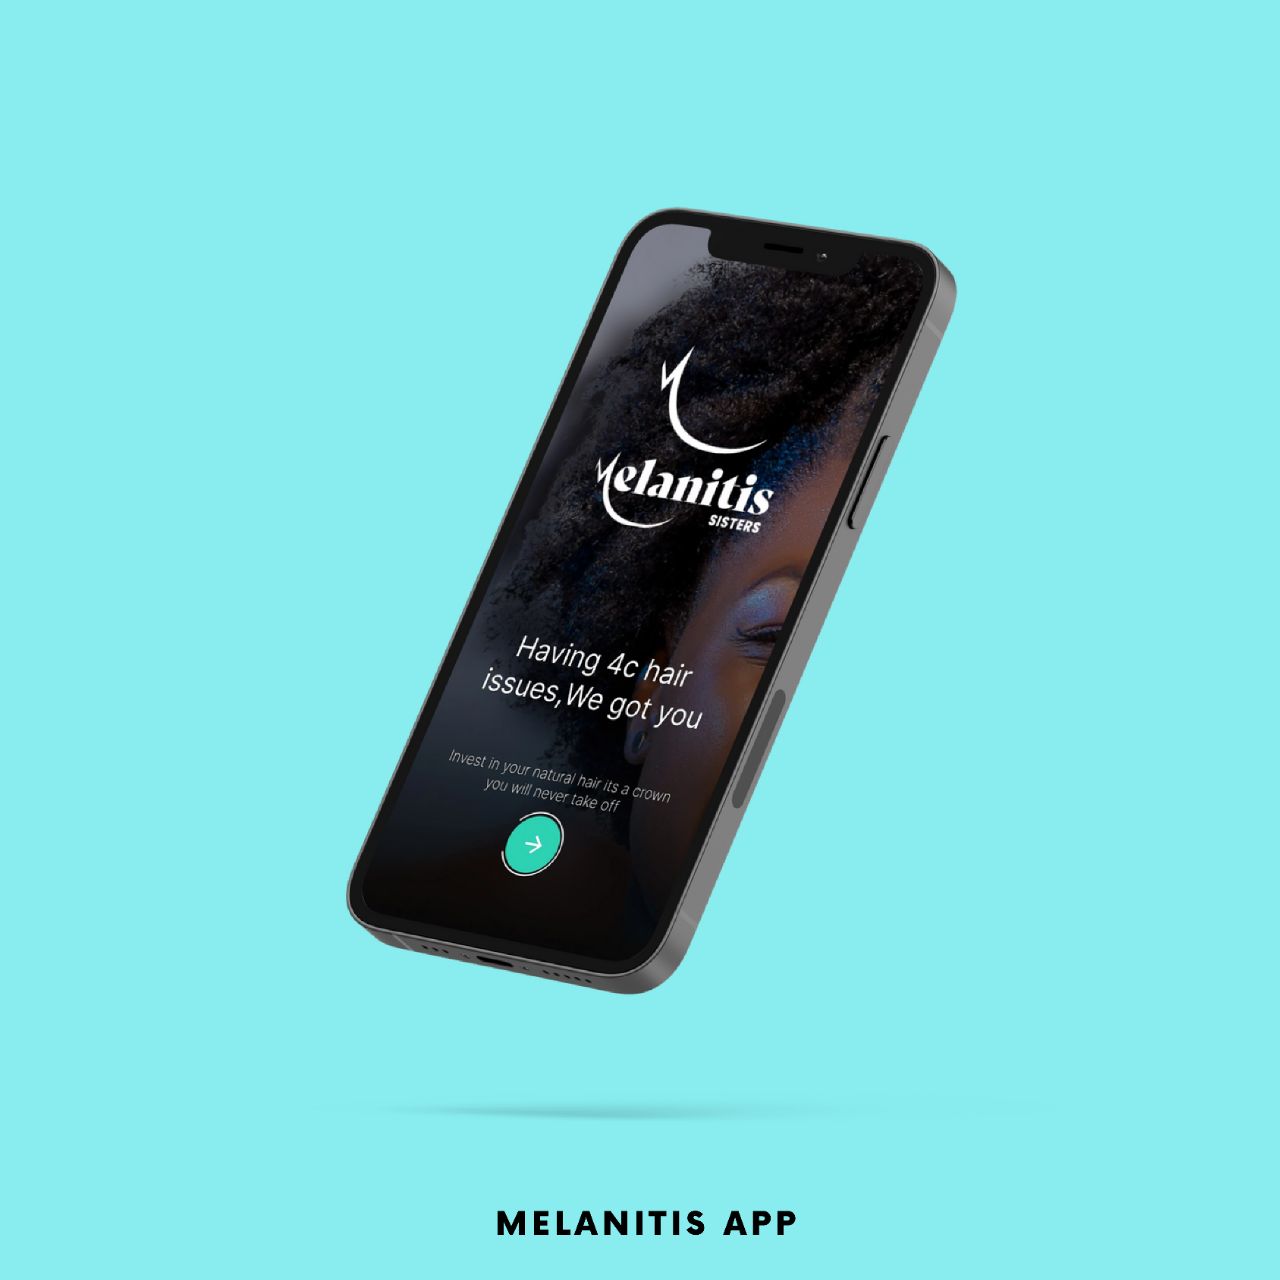 Melanitis
SISTERS
Having 4c hair
issues,We got you
Invest in your natural hair its a crown
you will never take off
MELANITIS APP